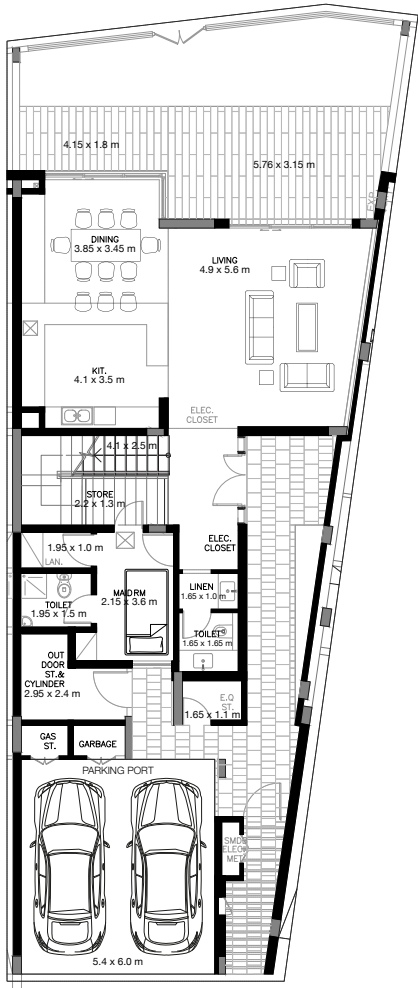 4.15 x 1.8 m
5.76 x 3.15 m
EXP.
DINING
3.85 x 3.45 m
LIVING
4.9 x 5.6 m
KIT.
4.1 x 3.5 m
ELEC.
CLOSET
4.1 x 2.5 m
STORE
2.2 x 1.3 m
ELEC.
CLOSET
1.95 x 1.0 m
LAN.
TOILET
1.95 x 1.5 m
MAID RM
2.15 x 3.6 m
LINEN
1.65 x 1.0 m
TOILET
1.65 x 1.65 m
OUT
DOOR
ST.&
CYLINDER
2.95 x 2.4 m
E.Q
ST.
1.65 x 1.1 m
GAS
ST.
GARBAGE
PARKING PORT
SMDB
ELEC.
MET.
5.4 x 6.0 m